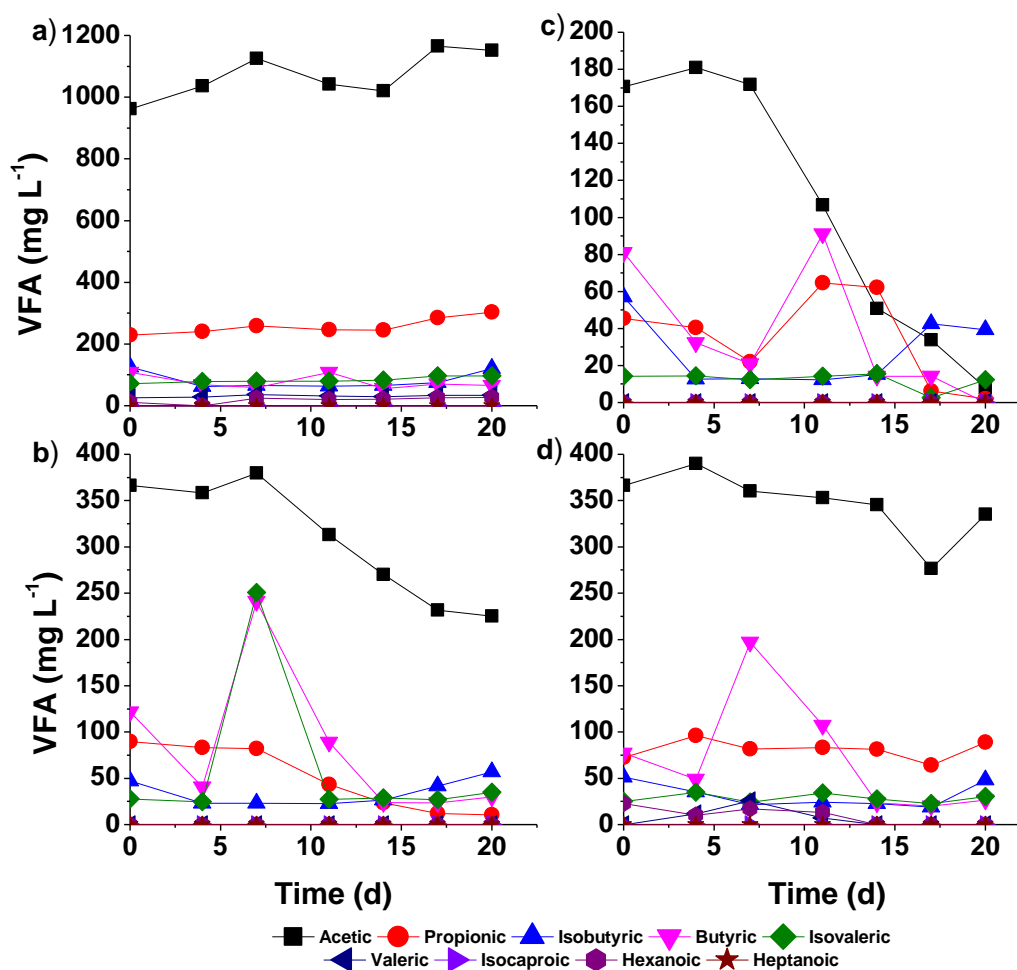 a)
1200
1000
800
600
400
200
0
0 5 10 15 20
VFA (mg L⁻¹)
c)
200
180
160
140
120
100
80
60
40
20
0
0 5 10 15 20
b)
400
350
300
250
200
150
100
50
0
0 5 10 15 20
VFA (mg L⁻¹)
Time (d)
d)
400
350
300
250
200
150
100
50
0
0 5 10 15 20
Time (d)
Acetic Propionic Isobutyric Butyric Isovaleric
Valeric Isocaproic Hexanoic Heptanoic